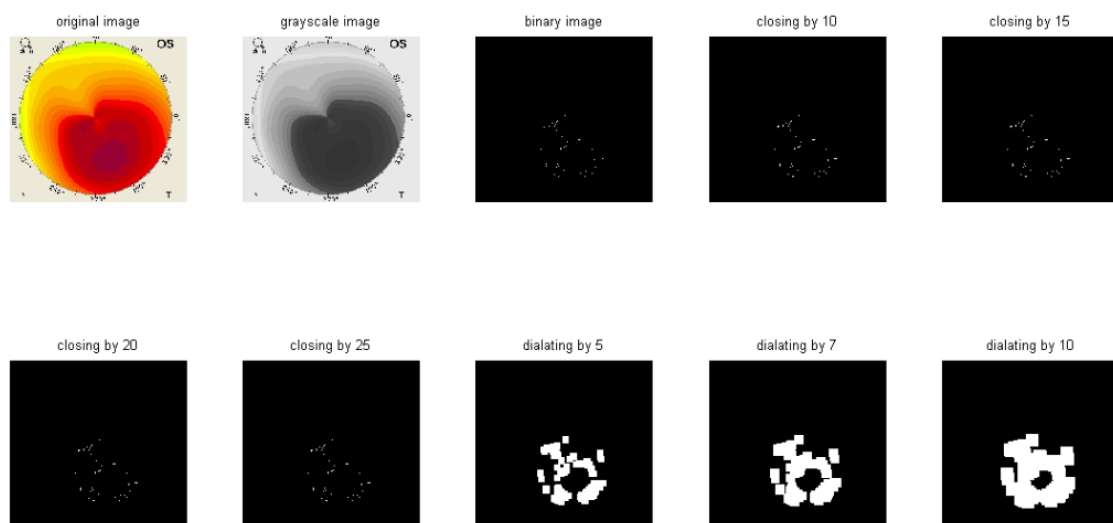 original image
grayscale image
binary image
closing by 10
closing by 15
OS
OS
T
T
closing by 20
closing by 25
dialating by 5
dialating by 7
dialating by 10